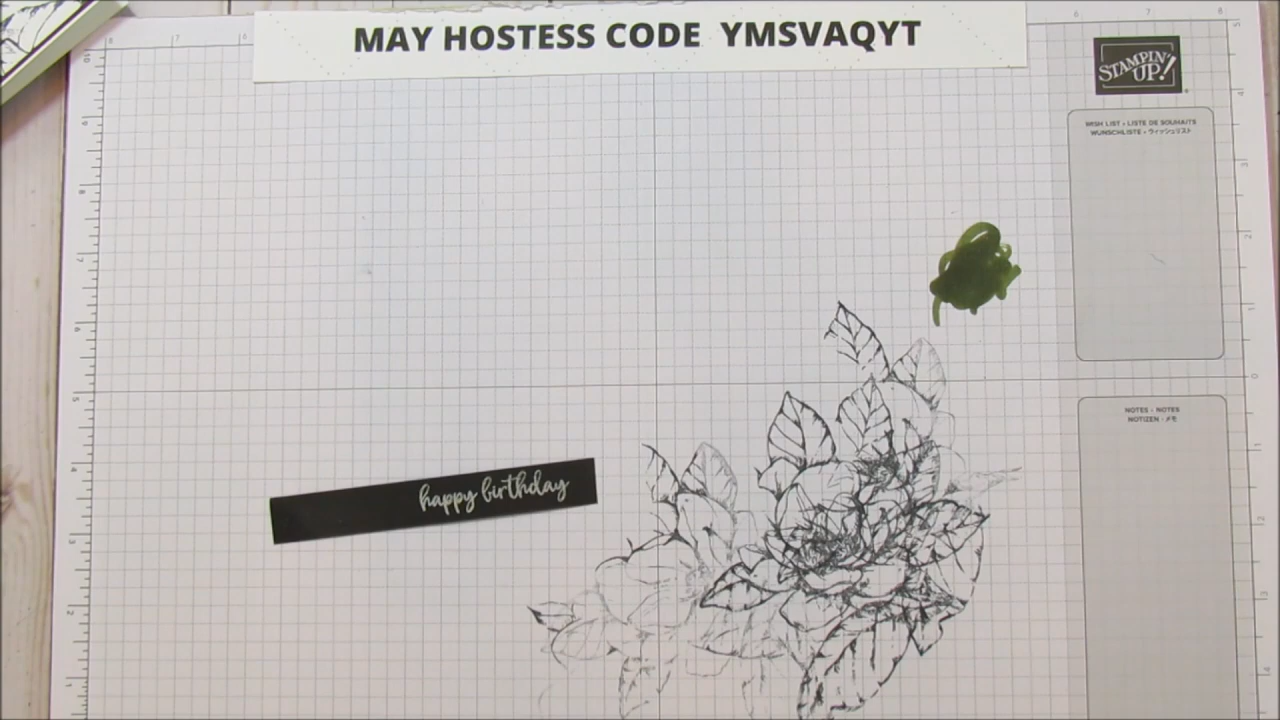 MAY HOSTESS CODE YMSVAQYT
STAMPIN' UP!
WISH LIST • LISTE DE SOUHAITS
WUNSCHLISTE • ウィッシュリスト
NOTES • NOTES
NOTIZEN • メモ
happy birthday